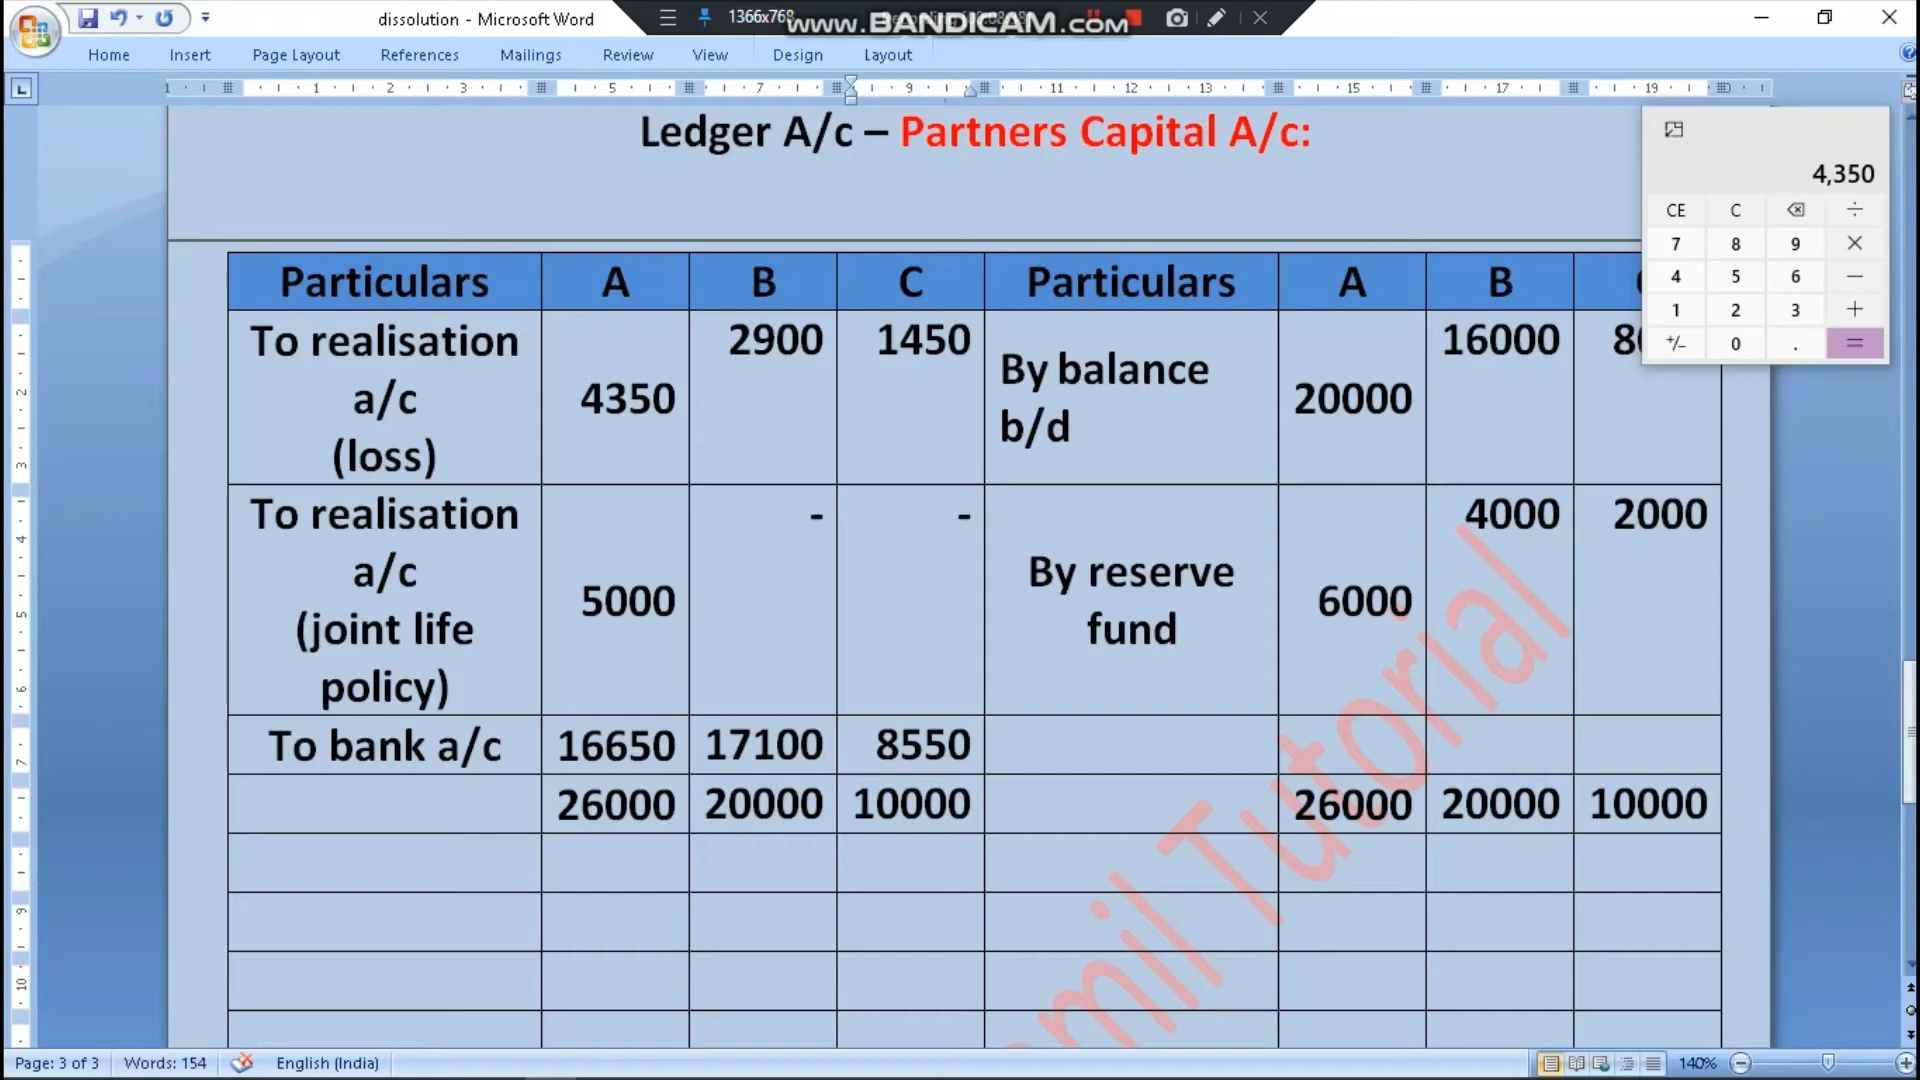 dissolution - Microsoft Word
1366x768
www.BANDICAM.com
Home Insert Page Layout References Mailings Review View Design Layout
Ledger A/c – Partners Capital A/c:
4,350
CE C ÷
7 8 9 ×
4 5 6 −
1 2 3 +
+/− 0 . =
Particulars A B C Particulars A B
To realisation a/c (loss) 4350 2900 1450 By balance b/d 20000 16000
To realisation a/c (joint life policy) 5000 - - By reserve fund 6000 4000 2000
To bank a/c 16650 17100 8550
26000 20000 10000 26000 20000 10000
mil Tutorial
Page: 3 of 3 Words: 154 English (India) 140%